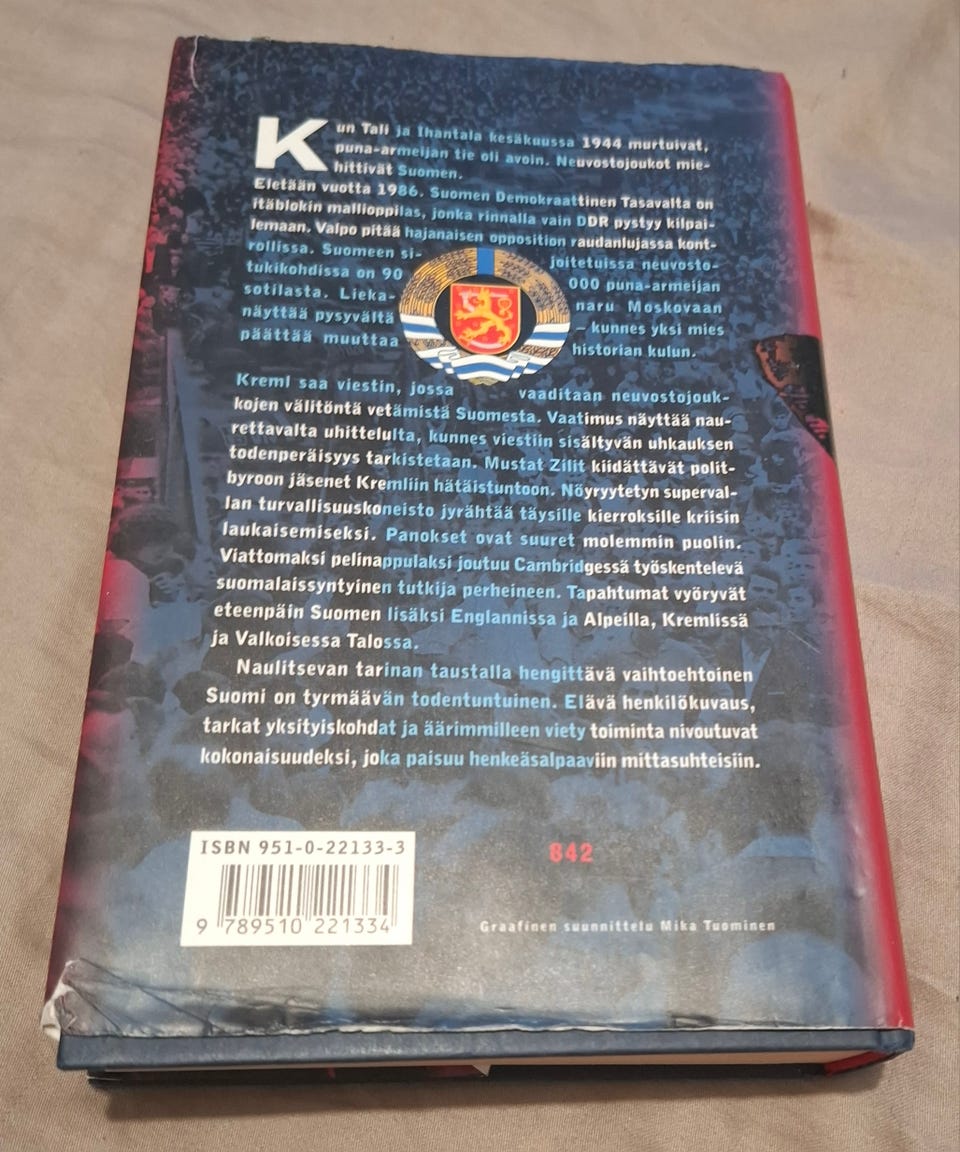 Kun Tali ja Ihantala kesäkuussa 1944 murtuivat,
puna-armeijan tie oli avoin. Neuvostojoukot mie-
hittivät Suomen.
Eletään vuotta 1986. Suomen Demokraattinen Tasavalta on
itäblokin mallioppilas, jonka rinnalla vain DDR pystyy kilpai-
lemaan. Valpo pitää hajanaisen opposition raudanlujassa kont-
rollissa. Suomeen si- joitetuissa neuvosto-
tukikohdissa on 90 000 puna-armeijan
sotilasta. Lieka- naru Moskovaan
näyttää pysyvältä – kunnes yksi mies
päättää muuttaa historian kulun.
Kreml saa viestin, jossa vaaditaan neuvostojouk-
kojen välitöntä vetämistä Suomesta. Vaatimus näyttää nau-
rettavalta uhittelulta, kunnes viestiin sisältyvän uhkauksen
todenperäisyys tarkistetaan. Mustat Zilit kiidättävät polit-
byroon jäsenet Kremliin hätäistuntoon. Nöyryytetyn superval-
lan turvallisuuskoneisto jyrähtää täysille kierroksille kriisin
laukaisemiseksi. Panokset ovat suuret molemmin puolin.
Viattomaksi pelinappulaksi joutuu Cambridgessä työskentelevä
suomalaissyntyinen tutkija perheineen. Tapahtumat vyöryvät
eteenpäin Suomen lisäksi Englannissa ja Alpeilla, Kremlissä
ja Valkoisessa Talossa.
Naulitsevan tarinan taustalla hengittävä vaihtoehtoinen
Suomi on tyrmäävän todentuntuinen. Elävä henkilökuvaus,
tarkat yksityiskohdat ja äärimmilleen viety toiminta nivoutuvat
kokonaisuudeksi, joka paisuu henkeäsalpaaviin mittasuhteisiin.
ISBN 951-0-22133-3
842
9 789510 221334
Graafinen suunnittelu Mika Tuominen